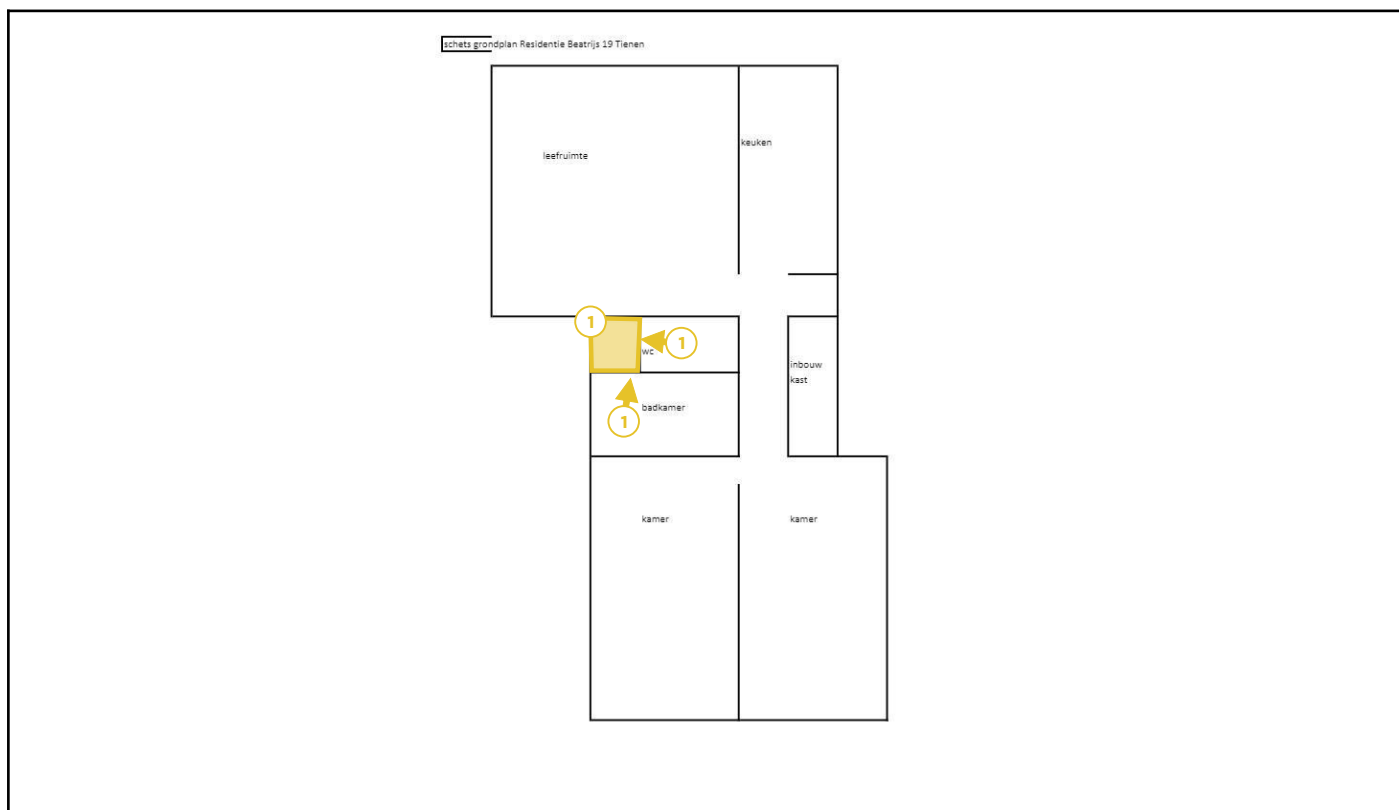 schets grondplan Residentie Beatrijs 19 Tienen
keuken
leefruimte
1
1
wc
inbouw
kast
badkamer
1
kamer
kamer